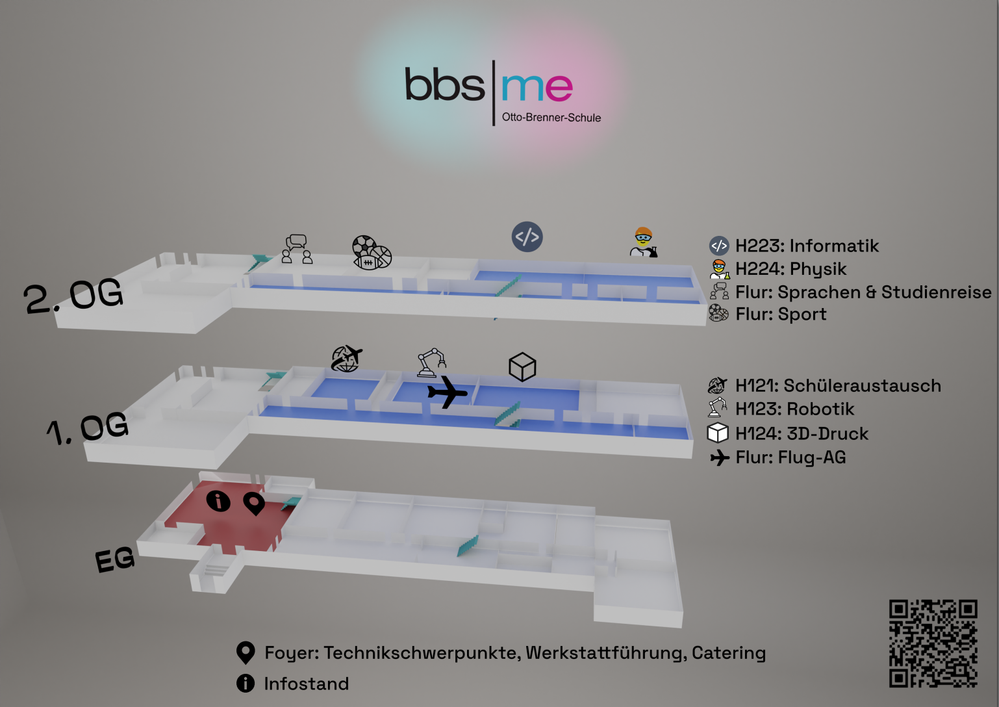 bbs|me
Otto-Brenner-Schule
2. OG
H223: Informatik
H224: Physik
Flur: Sprachen & Studienreise
Flur: Sport
1. OG
H121: Schüleraustausch
H123: Robotik
H124: 3D-Druck
Flur: Flug-AG
EG
Foyer: Technikschwerpunkte, Werkstattführung, Catering
Infostand